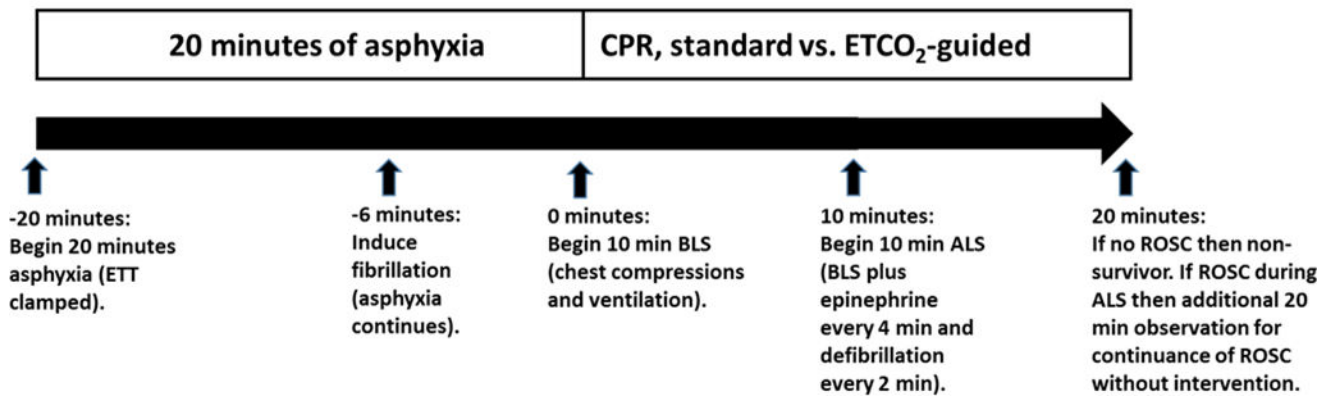 20 minutes of asphyxia
CPR, standard vs. ETCO₂-guided
-20 minutes:
Begin 20 minutes
asphyxia (ETT
clamped).
-6 minutes:
Induce
fibrillation
(asphyxia
continues).
0 minutes:
Begin 10 min BLS
(chest compressions
and ventilation).
10 minutes:
Begin 10 min ALS
(BLS plus
epinephrine
every 4 min and
defibrillation
every 2 min).
20 minutes:
If no ROSC then non-
survivor. If ROSC during
ALS then additional 20
min observation for
continuance of ROSC
without intervention.